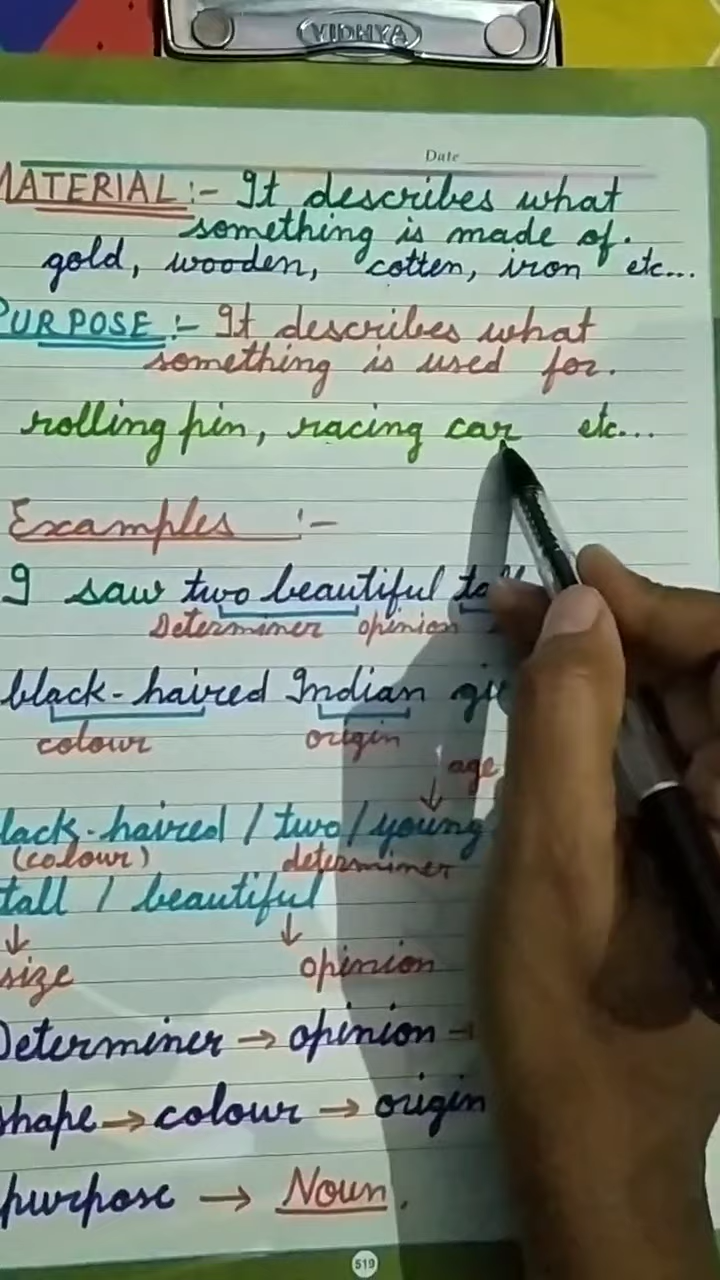 VIDHYA
Date
MATERIAL :- It describes what
something is made of.
gold, wooden, cotten, iron etc...
PURPOSE :- It describes what
something is used for.
rolling pin, racing car etc...
Examples :-
I saw two beautiful
Determiner opinion
black-haired Indian
colour origin
age
lack-haired / two / young
(colour) determiner
tall / beautiful
size opinion
Determiner → opinion →
shape → colour → origin
purpose → Noun.
519